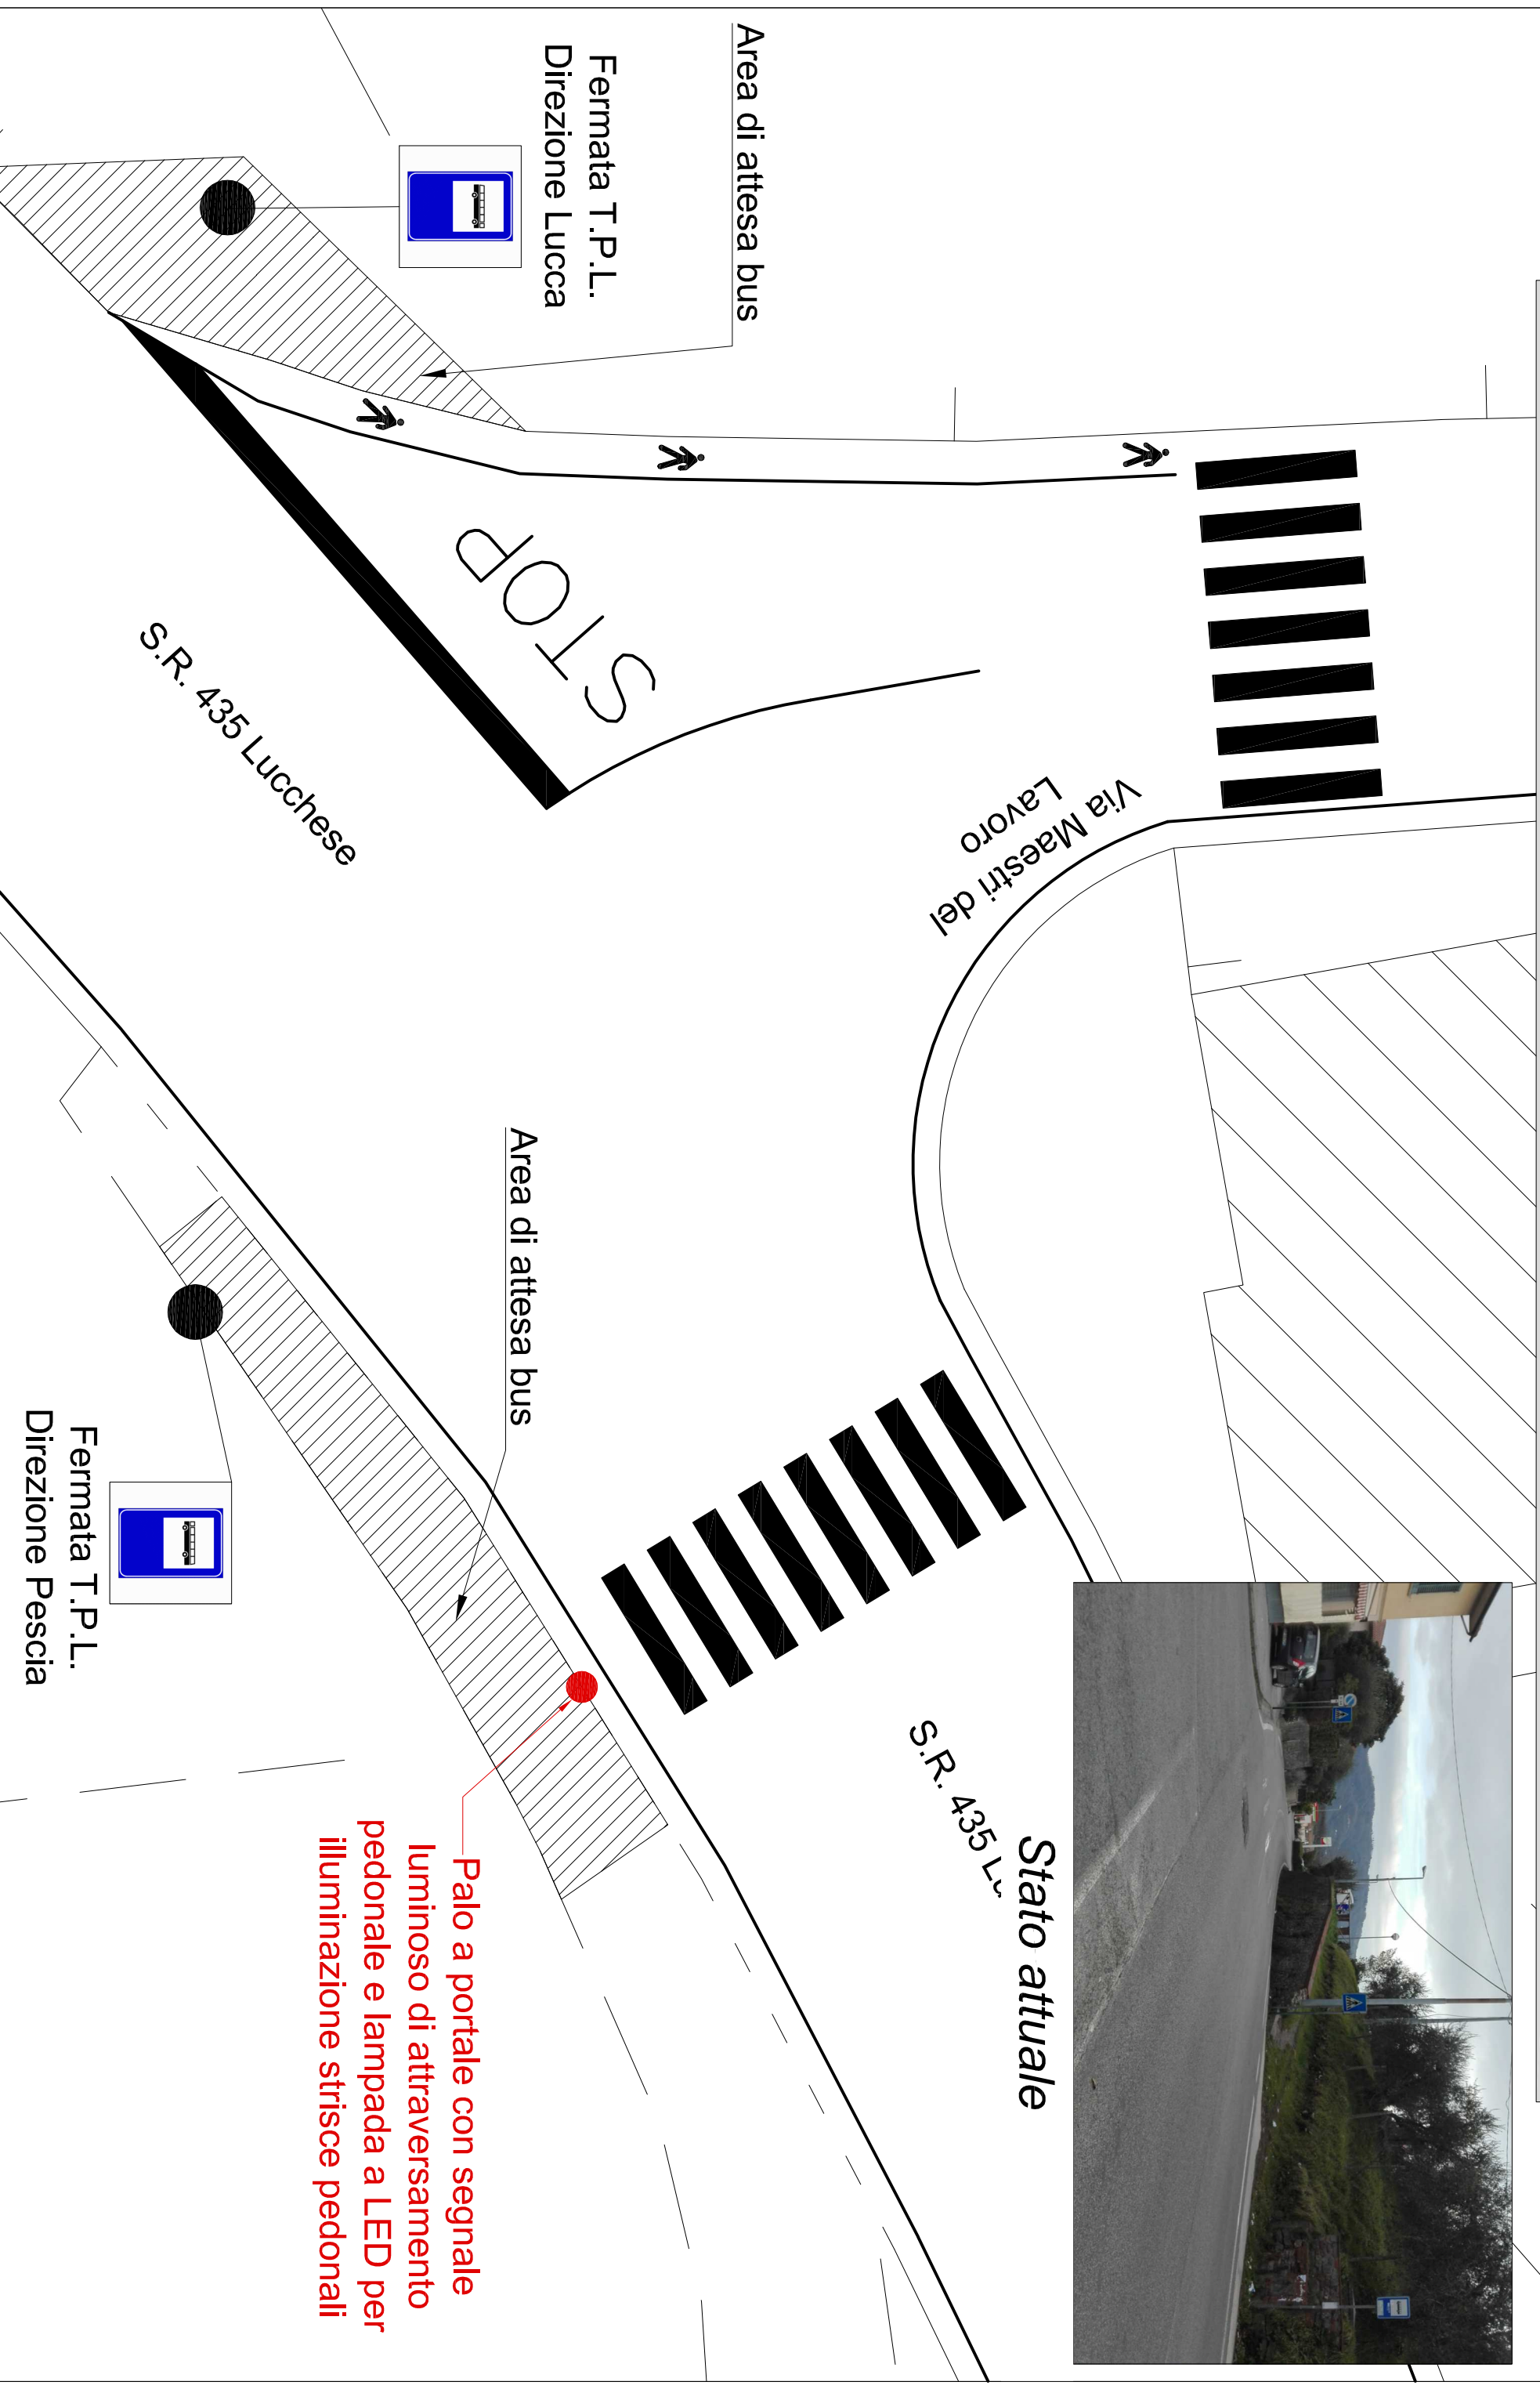 Area di attesa bus
Fermata T.P.L.
Direzione Lucca
STOP
S.R. 435 Lucchese
Via Maestri del
Lavoro
Area di attesa bus
Fermata T.P.L.
Direzione Pescia
S.R. 435
Stato attuale
Palo a portale con segnale
luminoso di attraversamento
pedonale e lampada a LED per
illuminazione strisce pedonali